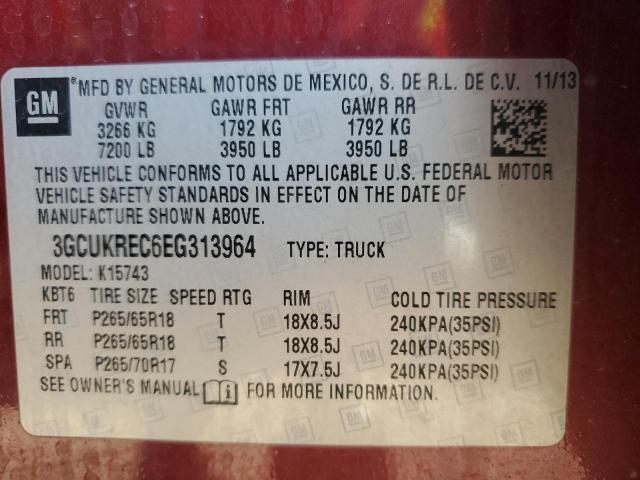 GM ® MFD BY GENERAL MOTORS DE MEXICO, S. DE R.L. DE C.V. 11/13
GVWR GAWR FRT GAWR RR
3266 KG 1792 KG 1792 KG
7200 LB 3950 LB 3950 LB
THIS VEHICLE CONFORMS TO ALL APPLICABLE U.S. FEDERAL MOTOR
VEHICLE SAFETY STANDARDS IN EFFECT ON THE DATE OF
MANUFACTURE SHOWN ABOVE.
3GCUKREC6EG313964 TYPE: TRUCK
MODEL: K15743
KBT6 TIRE SIZE SPEED RTG RIM COLD TIRE PRESSURE
FRT P265/65R18 T 18X8.5J 240KPA(35PSI)
RR P265/65R18 T 18X8.5J 240KPA(35PSI)
SPA P265/70R17 S 17X7.5J 240KPA(35PSI)
SEE OWNER'S MANUAL i FOR MORE INFORMATION.